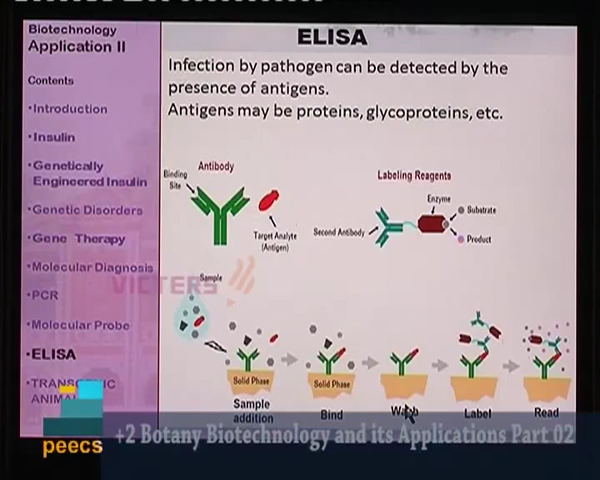 Biotechnology
Application II
Contents
•Introduction
•Insulin
•Genetically
Engineered Insulin
•Genetic Disorders
•Gene Therapy
•Molecular Diagnosis
•PCR
•Molecular Probe
•ELISA
ELISA
Infection by pathogen can be detected by the
presence of antigens.
Antigens may be proteins, glycoproteins, etc.
Antibody
Binding
Site
Target Analyte
(Antigen)
Labeling Reagents
Enzyme
Substrate
Second Antibody
Product
VICTERS
Sample
Solid Phase
Solid Phase
Sample
addition
Bind
Wash
Label
Read
peecs
+2 Botany Biotechnology and its Applications Part 02